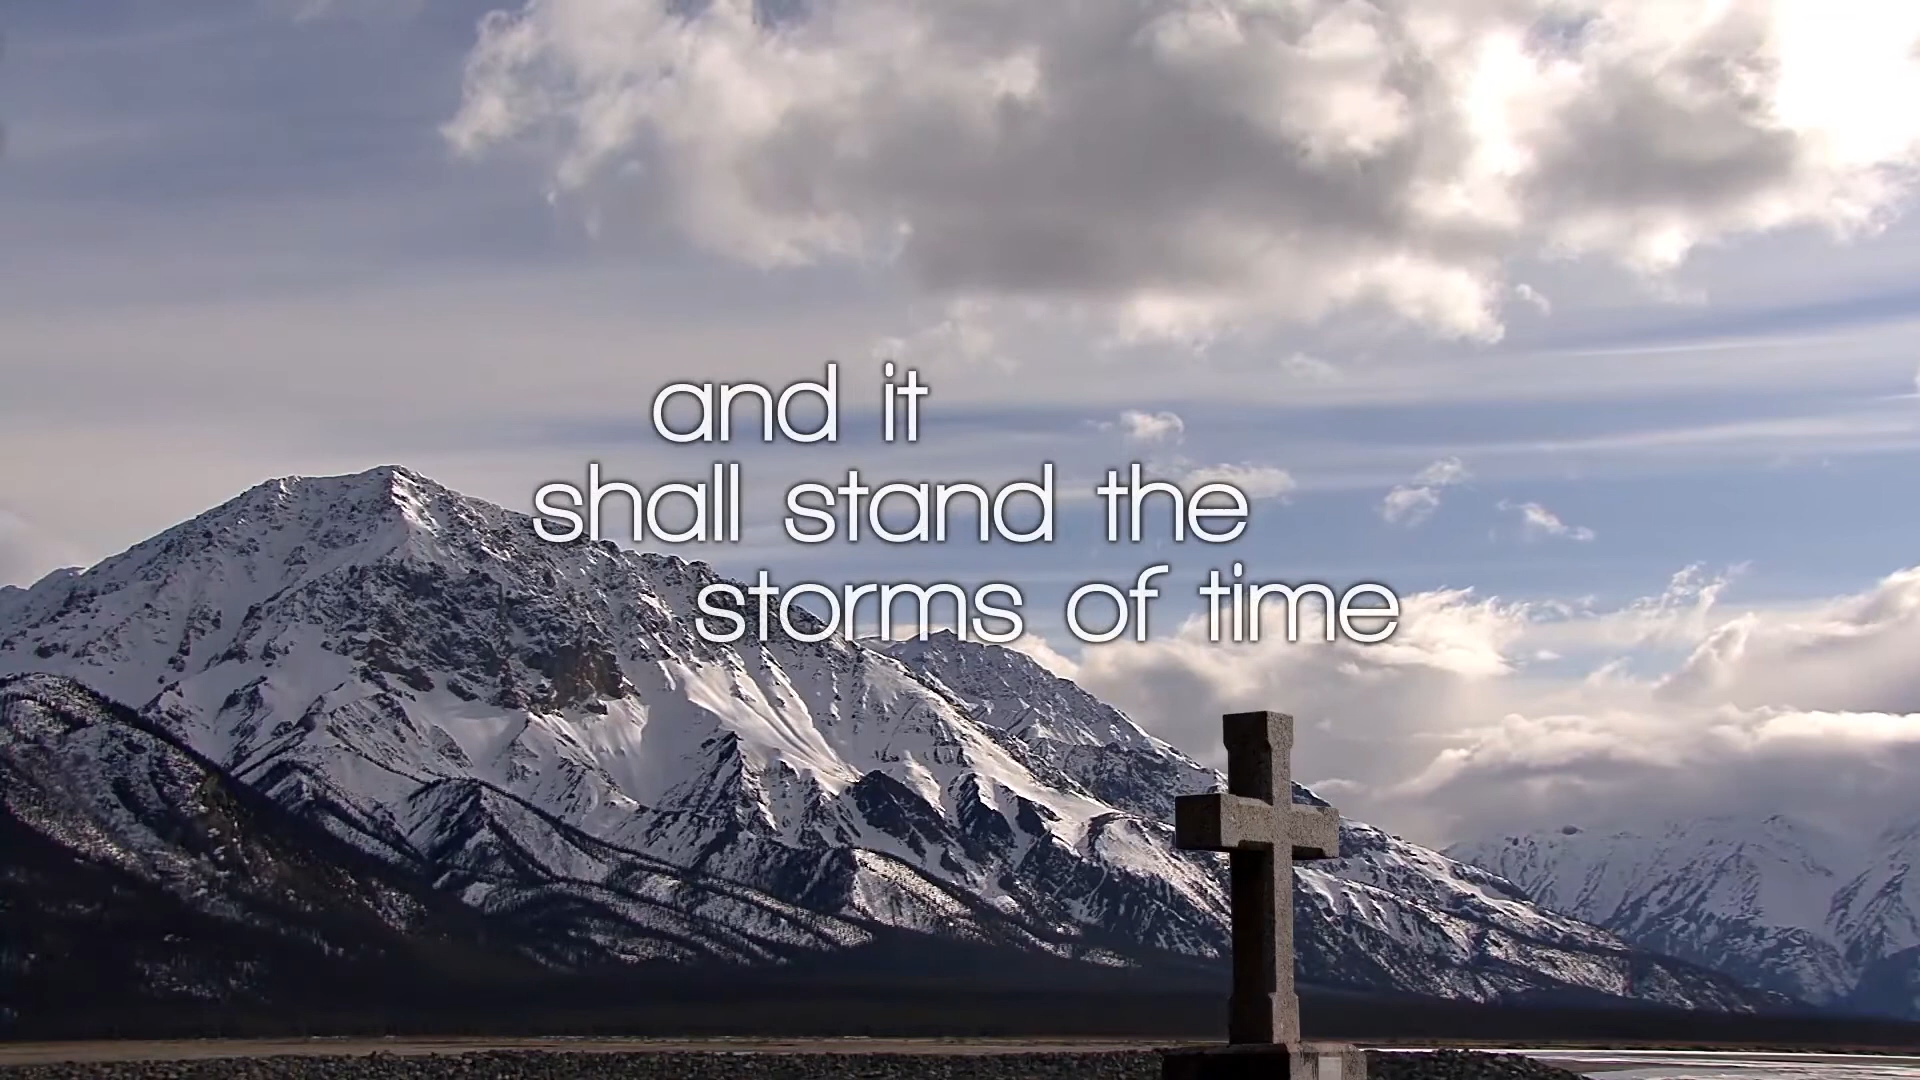 and it
shall stand the
storms of time